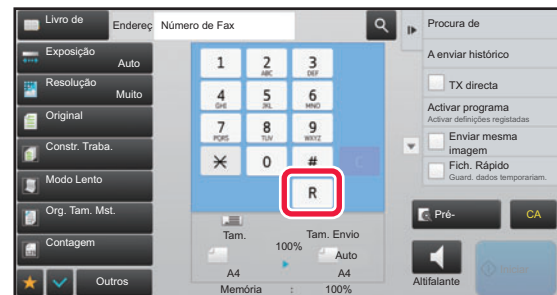 Livro de
Endereç
Número de Fax
Procura de
Exposição
Auto
Resolução
Muito
Original
Constr. Traba.
Modo Lento
Org. Tam. Mst.
Contagem
Outros
1
2 ABC
3 DEF
4 GHI
5 JKL
6 MNO
7 PQRS
8 TUV
9 WXYZ
0
#
C
R
Tam.
100%
Tam. Envio
Auto
A4
A4
Memória : 100%
A enviar histórico
TX directa
Activar programa
Activar definições registadas
Enviar mesma
imagem
Fich. Rápido
Guard. dados temporariam.
Pré-
CA
Altifalante